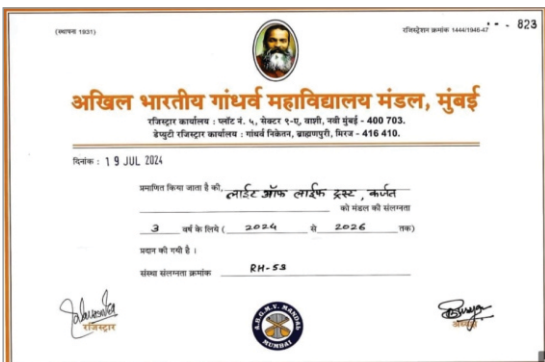 (स्थापना 1931)
रजिस्ट्रेशन क्रमांक 1444/1946-47 - 823
अखिल भारतीय गांधर्व महाविद्यालय मंडल, मुंबई
रजिस्ट्रार कार्यालय : प्लॉट नं. ५, सेक्टर ९-ए, वाशी, नवी मुंबई - 400 703.
डेप्युटी रजिस्ट्रार कार्यालय : गांधर्व निकेतन, ब्राह्मणपुरी, मिरज - 416 410.
दिनांक : 19 JUL 2024
प्रमाणित किया जाता है की, लाईट ऑफ लाईफ ट्रस्ट, कर्जत
को मंडल की संलग्नता
3 वर्ष के लिये ( 2024 से 2026 तक)
प्रदान की गयी है ।
संस्था संलग्नता क्रमांक RH-53
रजिस्ट्रार
अध्यक्ष
A.B.G.M.V. MANDAL
MUMBAI